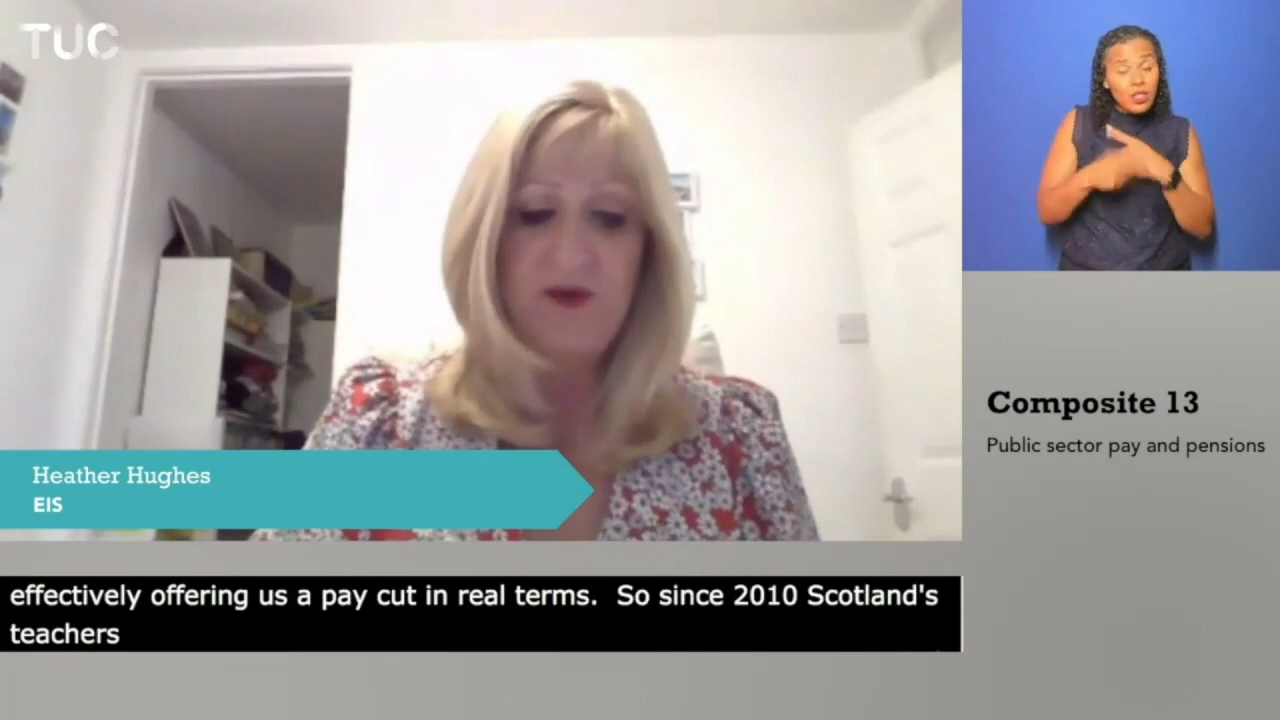 TUC
Heather Hughes
EIS
Composite 13
Public sector pay and pensions
effectively offering us a pay cut in real terms.  So since 2010 Scotland's
teachers